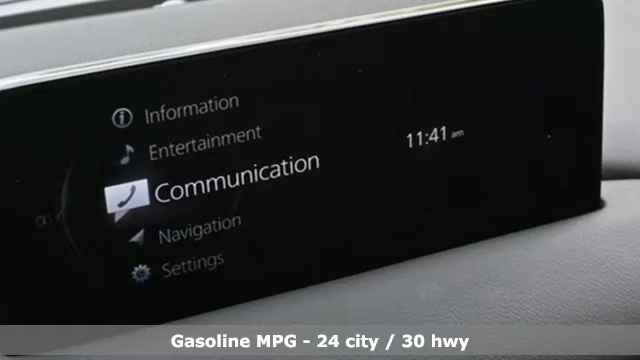 Information
Entertainment
Communication
11:41 am
Navigation
Settings
Gasoline MPG - 24 city / 30 hwy